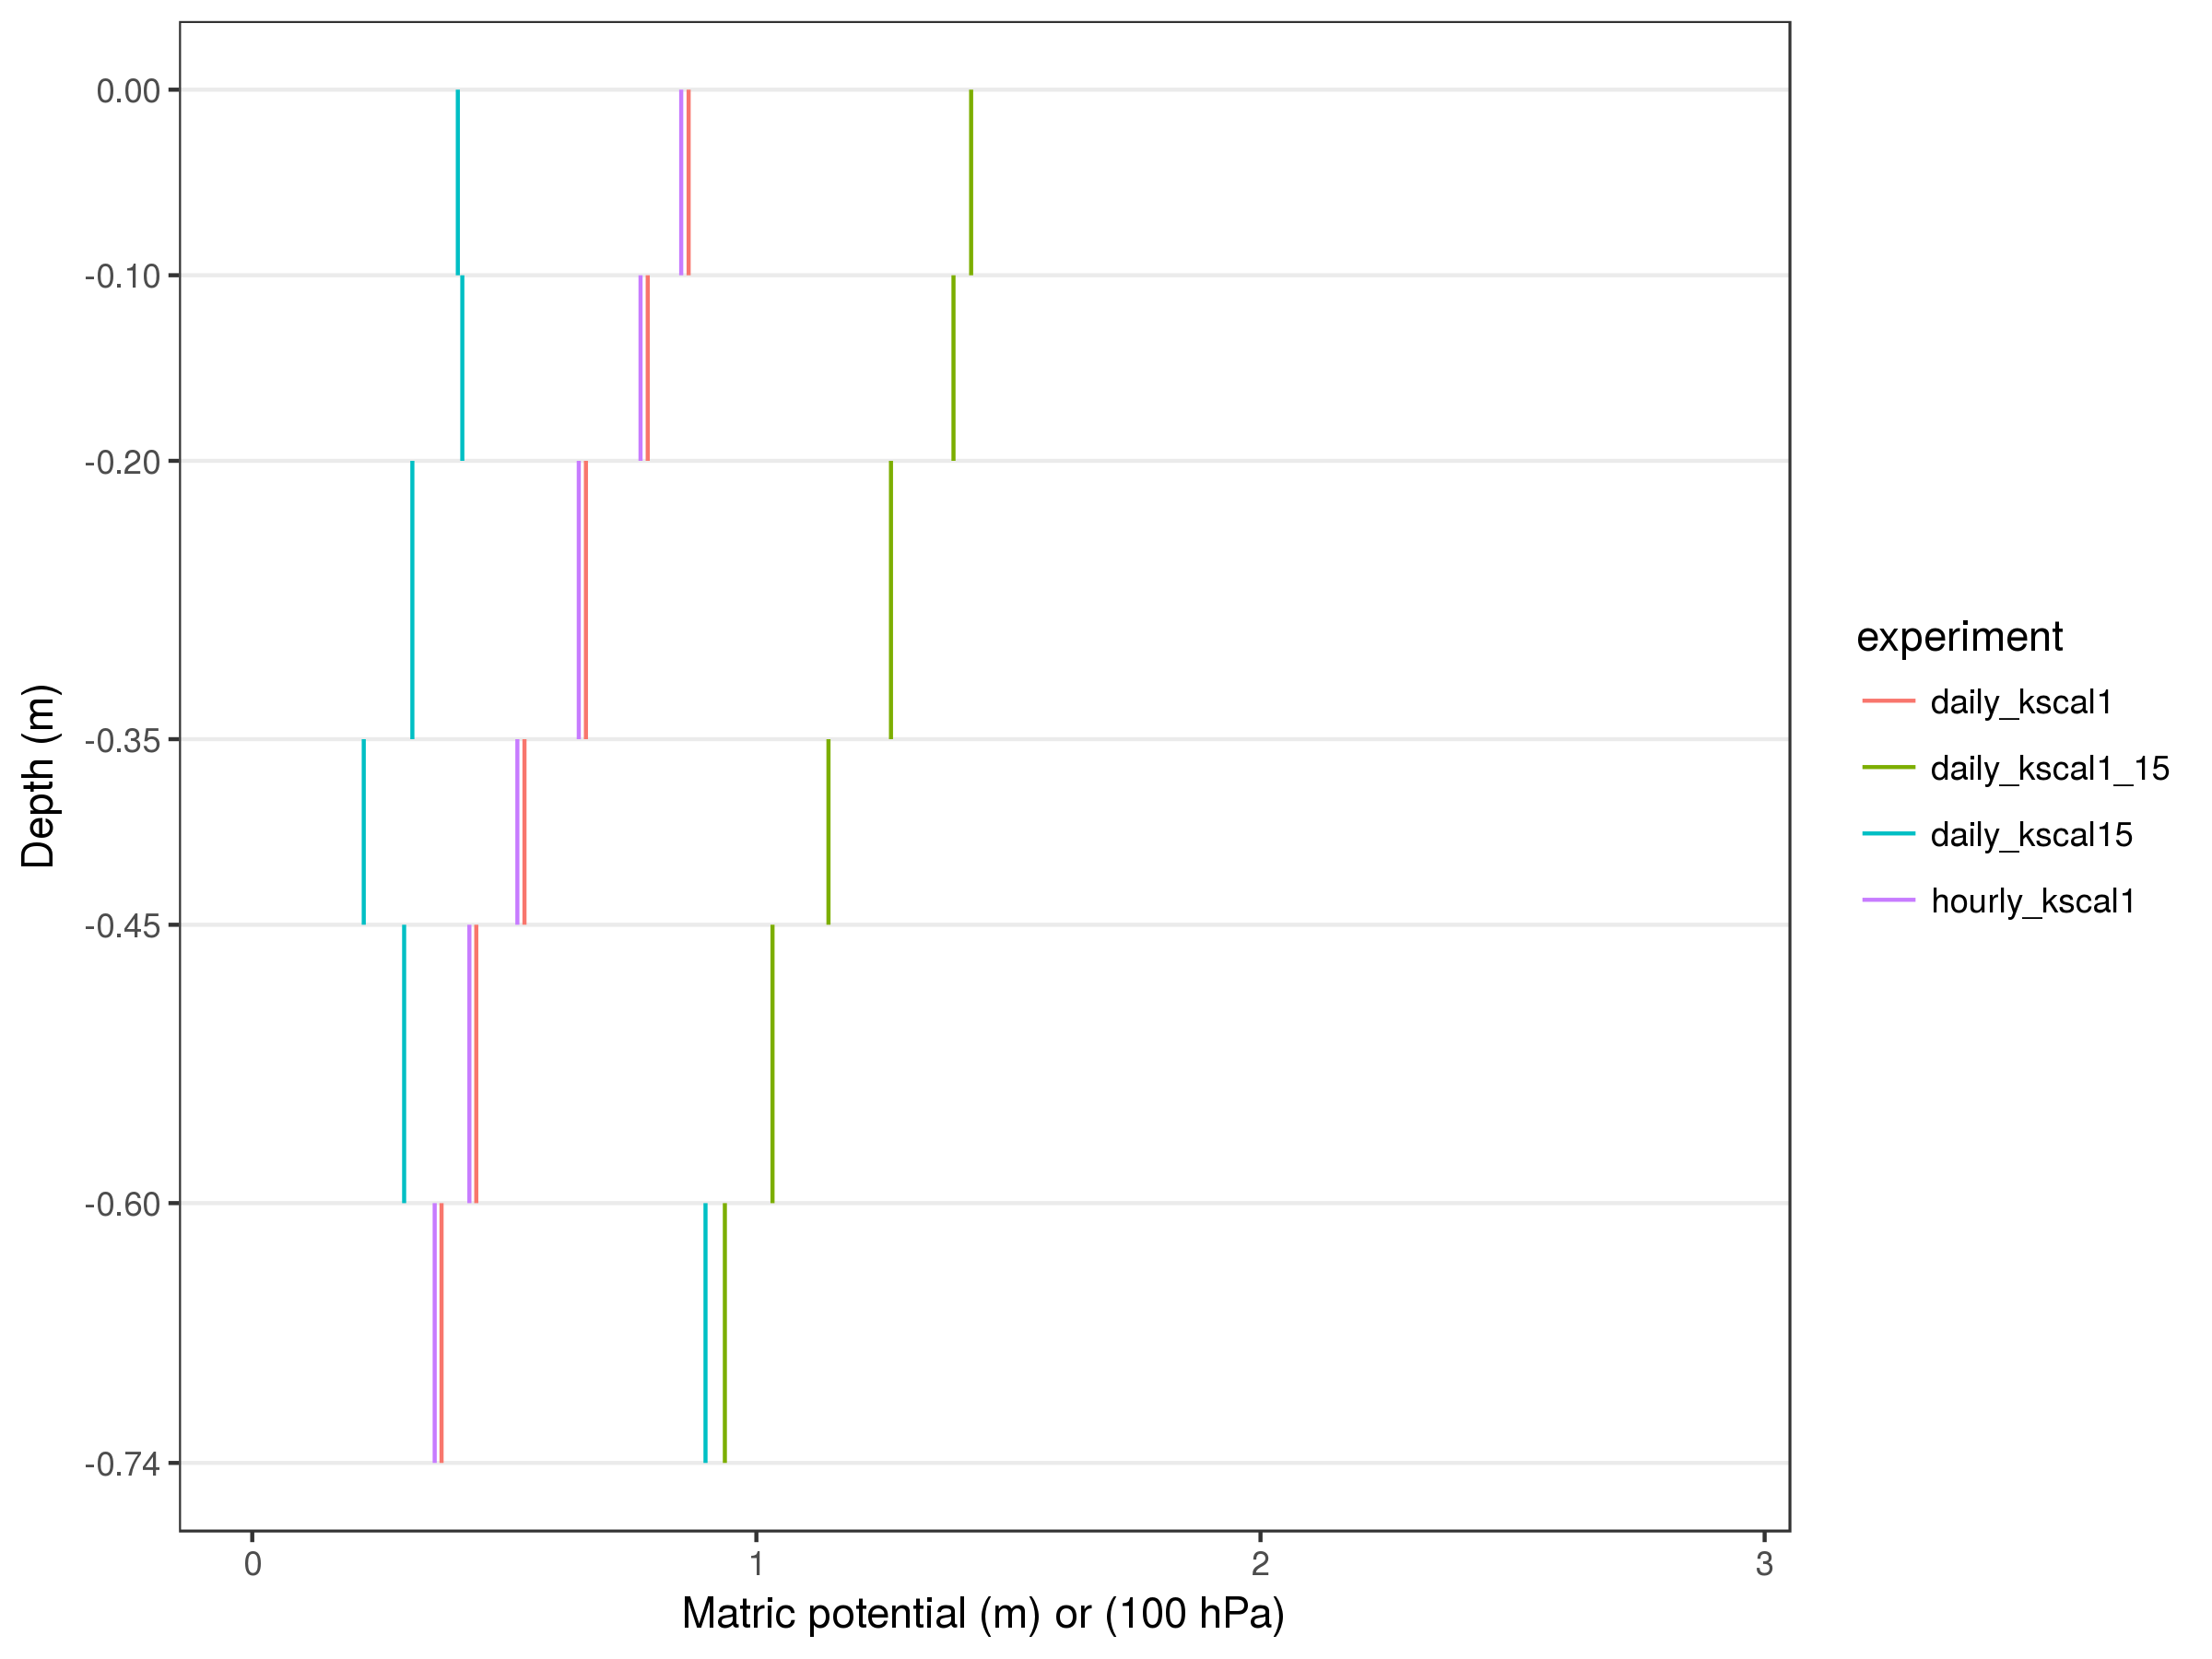 0.00
-0.10
-0.20
-0.35
-0.45
-0.60
-0.74
Depth (m)
0 1 2 3
Matric potential (m) or (100 hPa)
experiment
daily_kscal1
daily_kscal1_15
daily_kscal15
hourly_kscal1